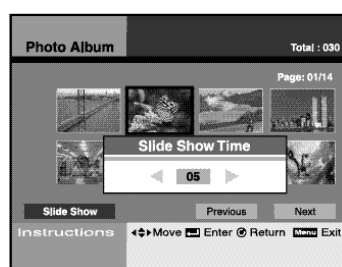 Photo Album Total : 030
Page: 01/14
Slide Show Time
05
Slide Show Previous Next
Instructions Move Enter Return Menu Exit